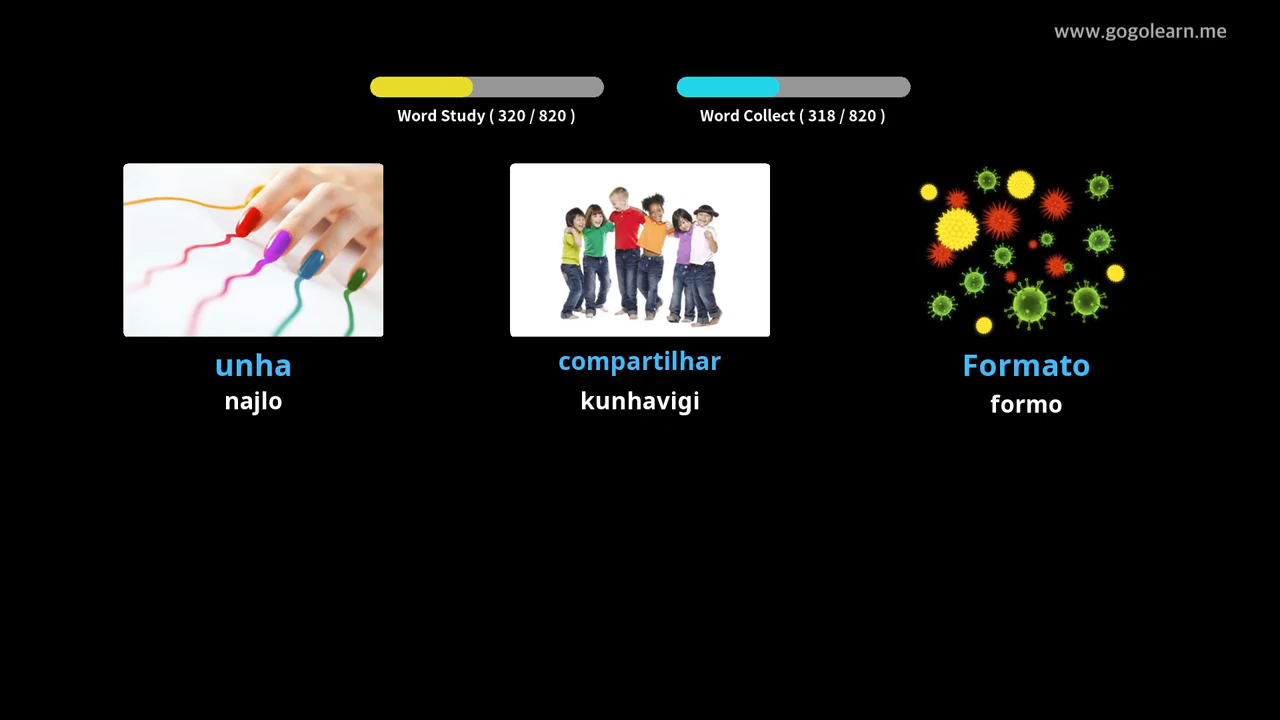 www.gogolearn.me
Word Study ( 320 / 820 )
Word Collect ( 318 / 820 )
unha
najlo
compartilhar
kunhavigi
Formato
formo